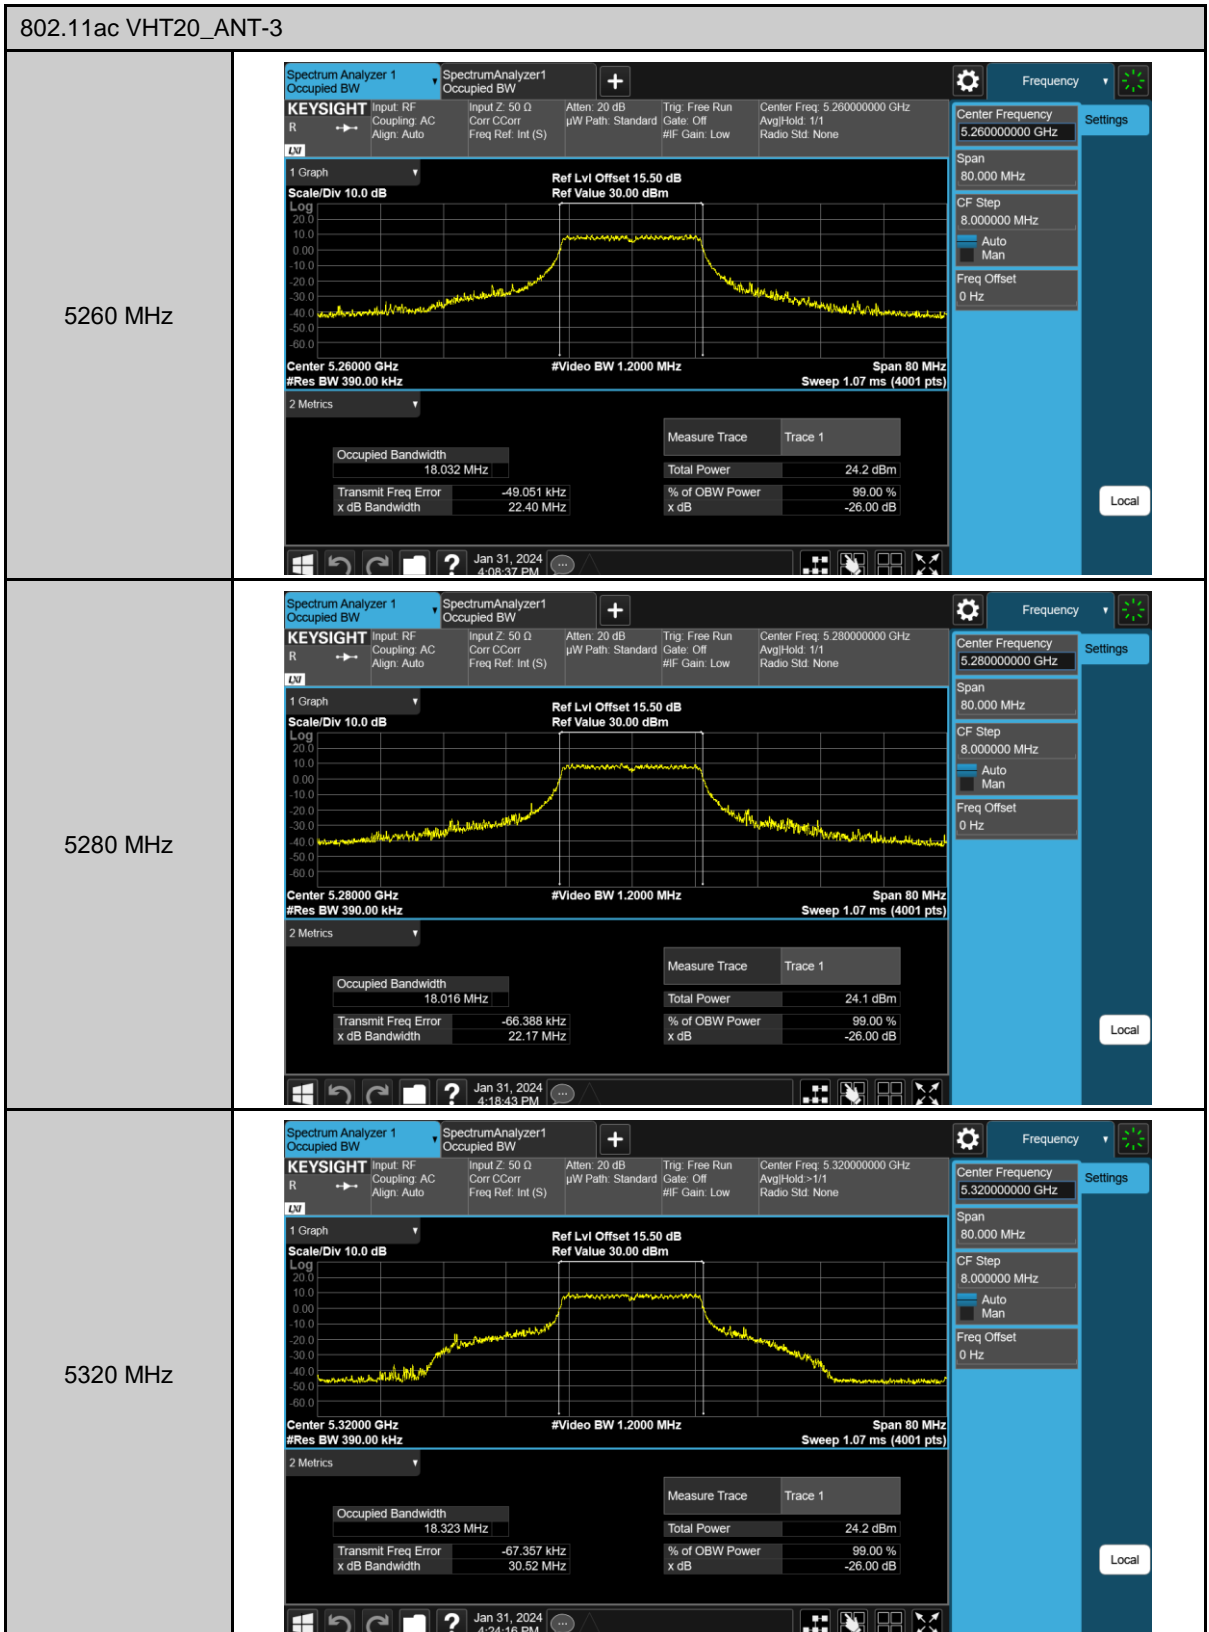 802.11ac VHT20_ANT-3
5260 MHz
Spectrum Analyzer 1
Occupied BW
SpectrumAnalyzer1
Occupied BW
Frequency
KEYSIGHT
R
LXI
Input: RF
Coupling: AC
Align: Auto
Input Z: 50 Ω
Corr CCorr
Freq Ref: Int (S)
Atten: 20 dB
µW Path: Standard
Trig: Free Run
Gate: Off
#IF Gain: Low
Center Freq: 5.260000000 GHz
Avg|Hold: 1/1
Radio Std: None
Center Frequency
5.260000000 GHz
Settings
Span
80.000 MHz
CF Step
8.000000 MHz
Auto
Man
Freq Offset
0 Hz
Local
1 Graph
Scale/Div 10.0 dB
Ref Lvl Offset 15.50 dB
Ref Value 30.00 dBm
Log
20.0
10.0
0.00
-10.0
-20.0
-30.0
-40.0
-50.0
-60.0
Center 5.26000 GHz
#Res BW 390.00 kHz
#Video BW 1.2000 MHz
Span 80 MHz
Sweep 1.07 ms (4001 pts)
2 Metrics
Measure Trace Trace 1
Occupied Bandwidth
18.032 MHz
Total Power 24.2 dBm
Transmit Freq Error -49.051 kHz
% of OBW Power 99.00 %
x dB Bandwidth 22.40 MHz
x dB -26.00 dB
?
Jan 31, 2024
4:08:37 PM
5280 MHz
Spectrum Analyzer 1
Occupied BW
SpectrumAnalyzer1
Occupied BW
Frequency
KEYSIGHT
R
LXI
Input: RF
Coupling: AC
Align: Auto
Input Z: 50 Ω
Corr CCorr
Freq Ref: Int (S)
Atten: 20 dB
µW Path: Standard
Trig: Free Run
Gate: Off
#IF Gain: Low
Center Freq: 5.280000000 GHz
Avg|Hold: 1/1
Radio Std: None
Center Frequency
5.280000000 GHz
Settings
Span
80.000 MHz
CF Step
8.000000 MHz
Auto
Man
Freq Offset
0 Hz
Local
1 Graph
Scale/Div 10.0 dB
Ref Lvl Offset 15.50 dB
Ref Value 30.00 dBm
Log
20.0
10.0
0.00
-10.0
-20.0
-30.0
-40.0
-50.0
-60.0
Center 5.28000 GHz
#Res BW 390.00 kHz
#Video BW 1.2000 MHz
Span 80 MHz
Sweep 1.07 ms (4001 pts)
2 Metrics
Measure Trace Trace 1
Occupied Bandwidth
18.016 MHz
Total Power 24.1 dBm
Transmit Freq Error -66.388 kHz
% of OBW Power 99.00 %
x dB Bandwidth 22.17 MHz
x dB -26.00 dB
?
Jan 31, 2024
4:18:43 PM
5320 MHz
Spectrum Analyzer 1
Occupied BW
SpectrumAnalyzer1
Occupied BW
Frequency
KEYSIGHT
R
LXI
Input: RF
Coupling: AC
Align: Auto
Input Z: 50 Ω
Corr CCorr
Freq Ref: Int (S)
Atten: 20 dB
µW Path: Standard
Trig: Free Run
Gate: Off
#IF Gain: Low
Center Freq: 5.320000000 GHz
Avg|Hold:>1/1
Radio Std: None
Center Frequency
5.320000000 GHz
Settings
Span
80.000 MHz
CF Step
8.000000 MHz
Auto
Man
Freq Offset
0 Hz
Local
1 Graph
Scale/Div 10.0 dB
Ref Lvl Offset 15.50 dB
Ref Value 30.00 dBm
Log
20.0
10.0
0.00
-10.0
-20.0
-30.0
-40.0
-50.0
-60.0
Center 5.32000 GHz
#Res BW 390.00 kHz
#Video BW 1.2000 MHz
Span 80 MHz
Sweep 1.07 ms (4001 pts)
2 Metrics
Measure Trace Trace 1
Occupied Bandwidth
18.323 MHz
Total Power 24.2 dBm
Transmit Freq Error -67.357 kHz
% of OBW Power 99.00 %
x dB Bandwidth 30.52 MHz
x dB -26.00 dB
?
Jan 31, 2024
4:24:16 PM